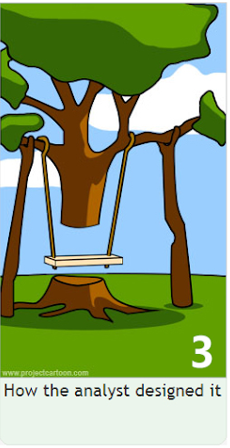 3
www.projectcartoon.com
How the analyst designed it